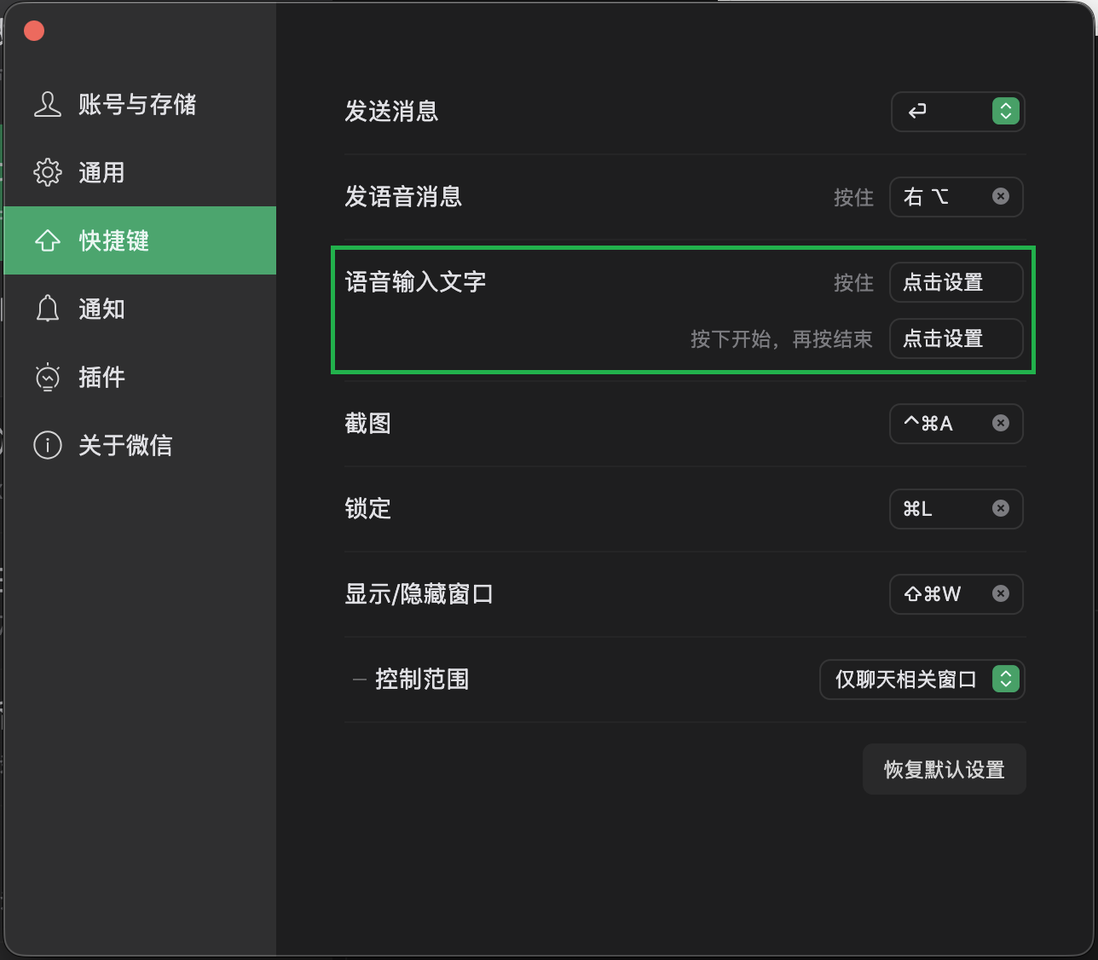 账号与存储
通用
快捷键
通知
插件
关于微信
发送消息
发语音消息 按住 右 ⌥
语音输入文字 按住 点击设置
按下开始，再按结束 点击设置
截图 ^⌘A
锁定 ⌘L
显示/隐藏窗口 ⇧⌘W
— 控制范围 仅聊天相关窗口
恢复默认设置